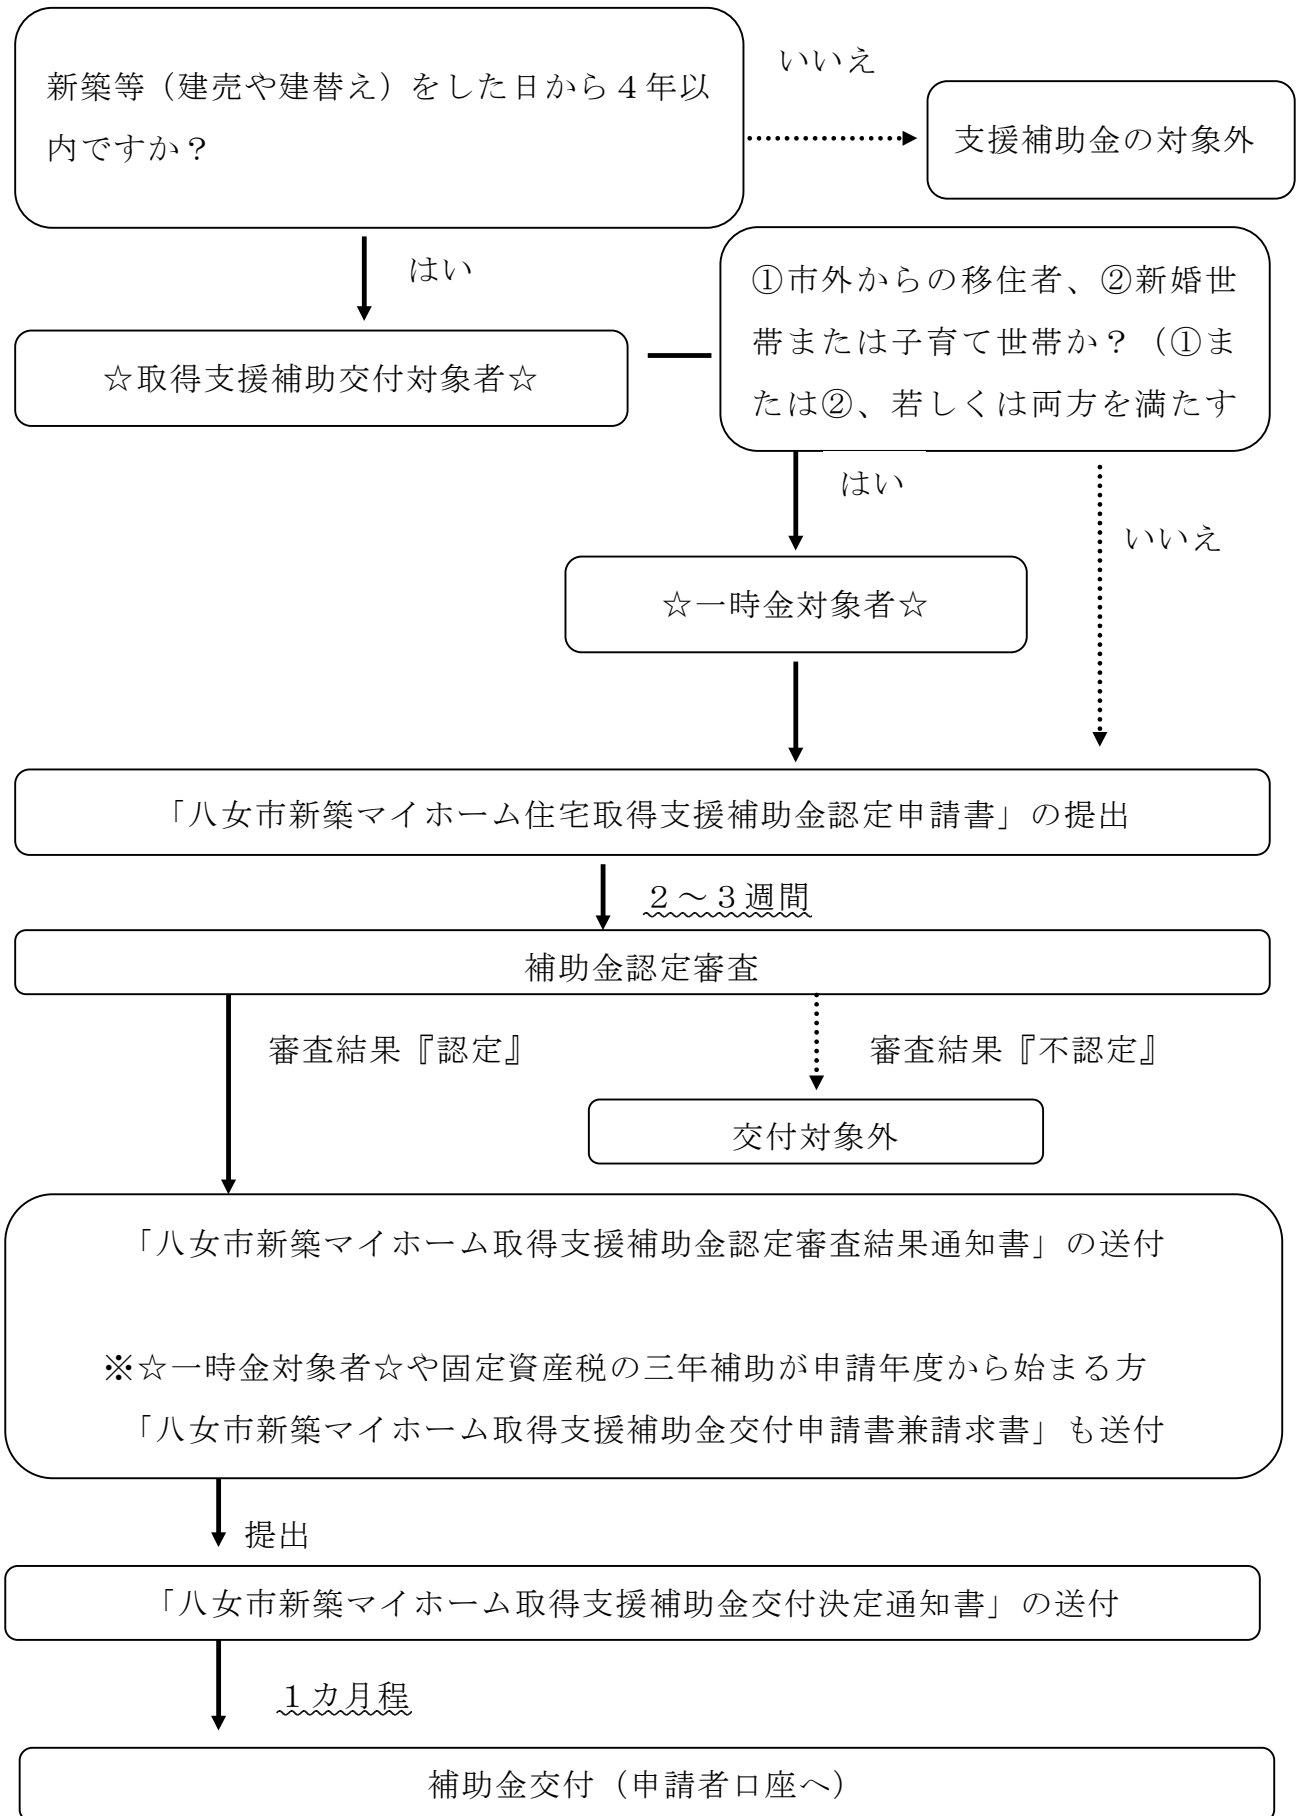 新築等（建売や建替え）をした日から４年以
内ですか？
いいえ
支援補助金の対象外
はい
☆取得支援補助交付対象者☆
①市外からの移住者、②新婚世
帯または子育て世帯か？（①ま
たは②、若しくは両方を満たす
はい
いいえ
☆一時金対象者☆
「八女市新築マイホーム住宅取得支援補助金認定申請書」の提出
２～３週間
補助金認定審査
審査結果『認定』
審査結果『不認定』
交付対象外
「八女市新築マイホーム取得支援補助金認定審査結果通知書」の送付
※☆一時金対象者☆や固定資産税の三年補助が申請年度から始まる方
「八女市新築マイホーム取得支援補助金交付申請書兼請求書」も送付
提出
「八女市新築マイホーム取得支援補助金交付決定通知書」の送付
１カ月程
補助金交付（申請者口座へ）